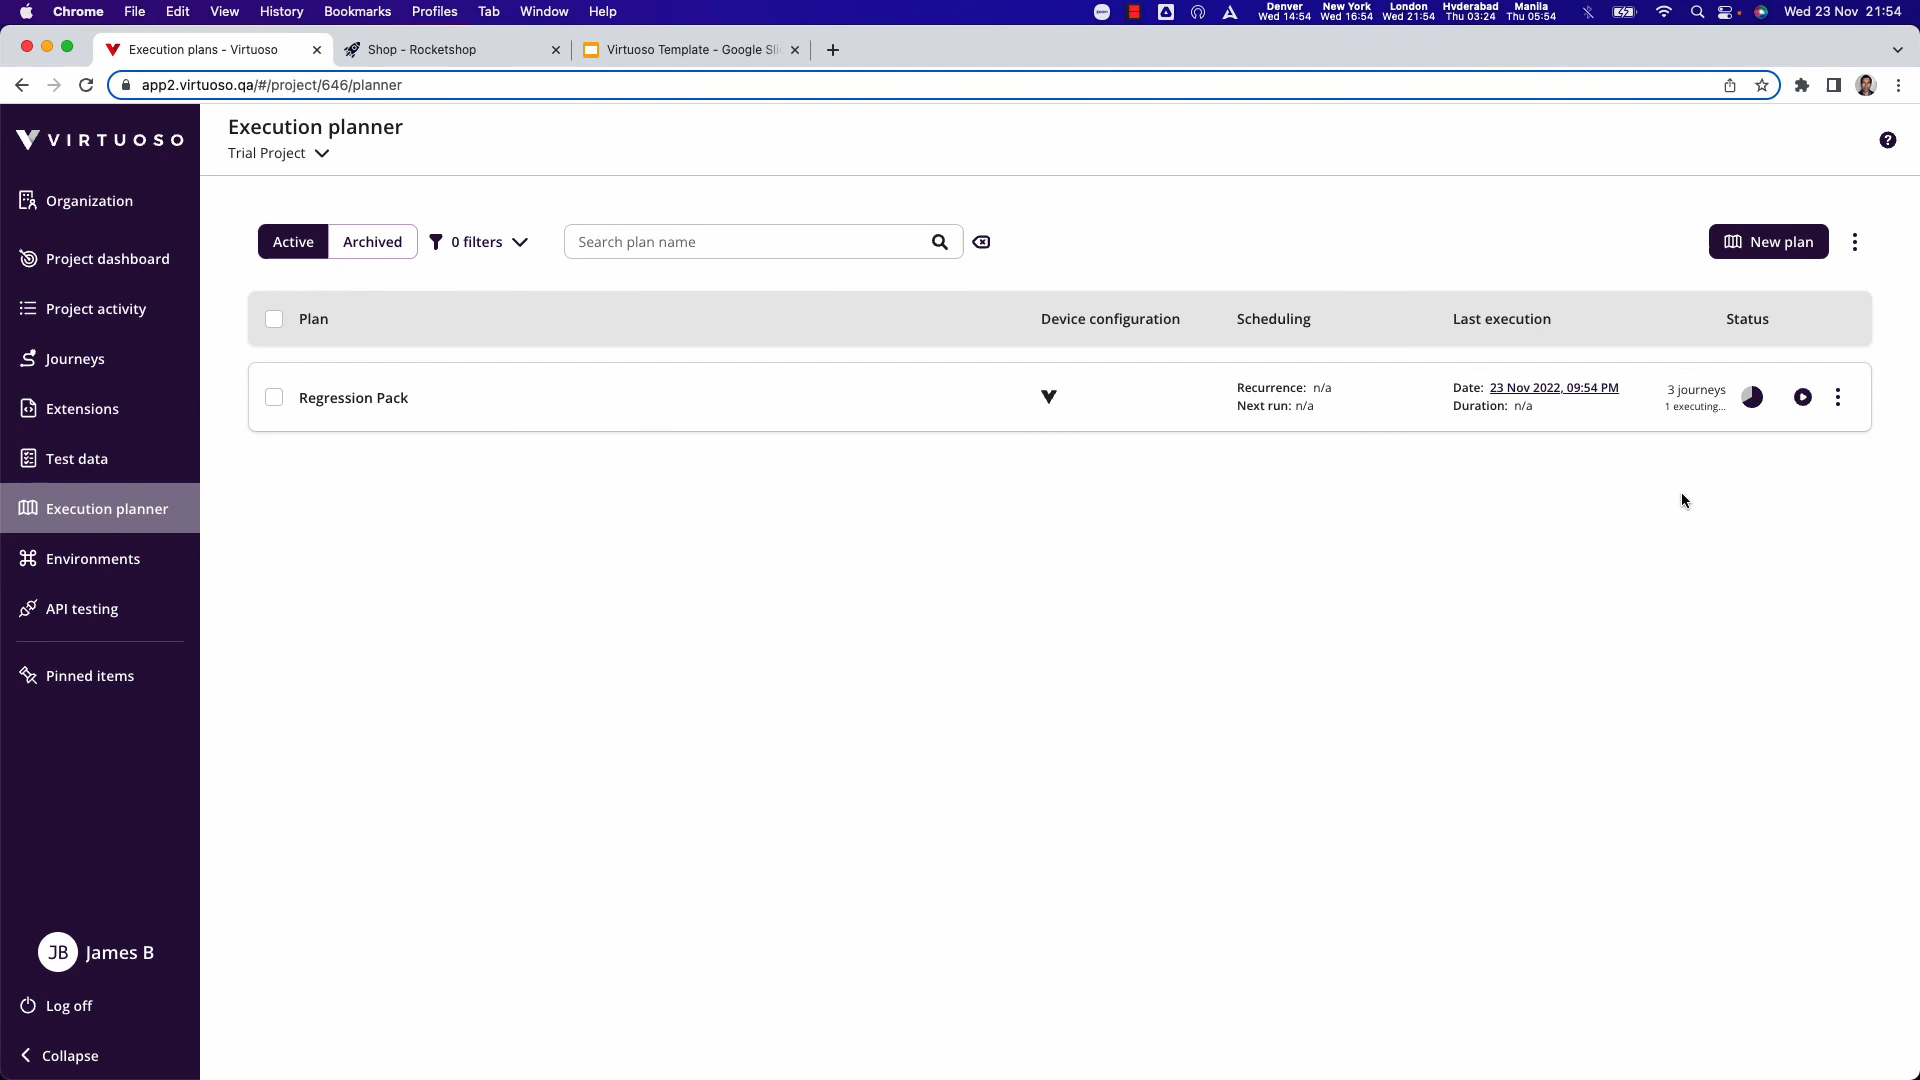 Chrome File Edit View History Bookmarks Profiles Tab Window Help
Denver New York London Hyderabad Manila
Wed 14:54 Wed 16:54 Wed 21:54 Thu 03:24 Thu 05:54
Wed 23 Nov 21:54
Execution plans - Virtuoso
Shop - Rocketshop
Virtuoso Template - Google Sli
app2.virtuoso.qa/#/project/646/planner
VIRTUOSO
Organization
Project dashboard
Project activity
Journeys
Extensions
Test data
Execution planner
Environments
API testing
Pinned items
JB James B
Log off
Collapse
Execution planner
Trial Project
?
Active Archived 0 filters Search plan name New plan
Plan Device configuration Scheduling Last execution Status
Regression Pack
Recurrence: n/a
Next run: n/a
Date: 23 Nov 2022, 09:54 PM
Duration: n/a
3 journeys
1 executing...